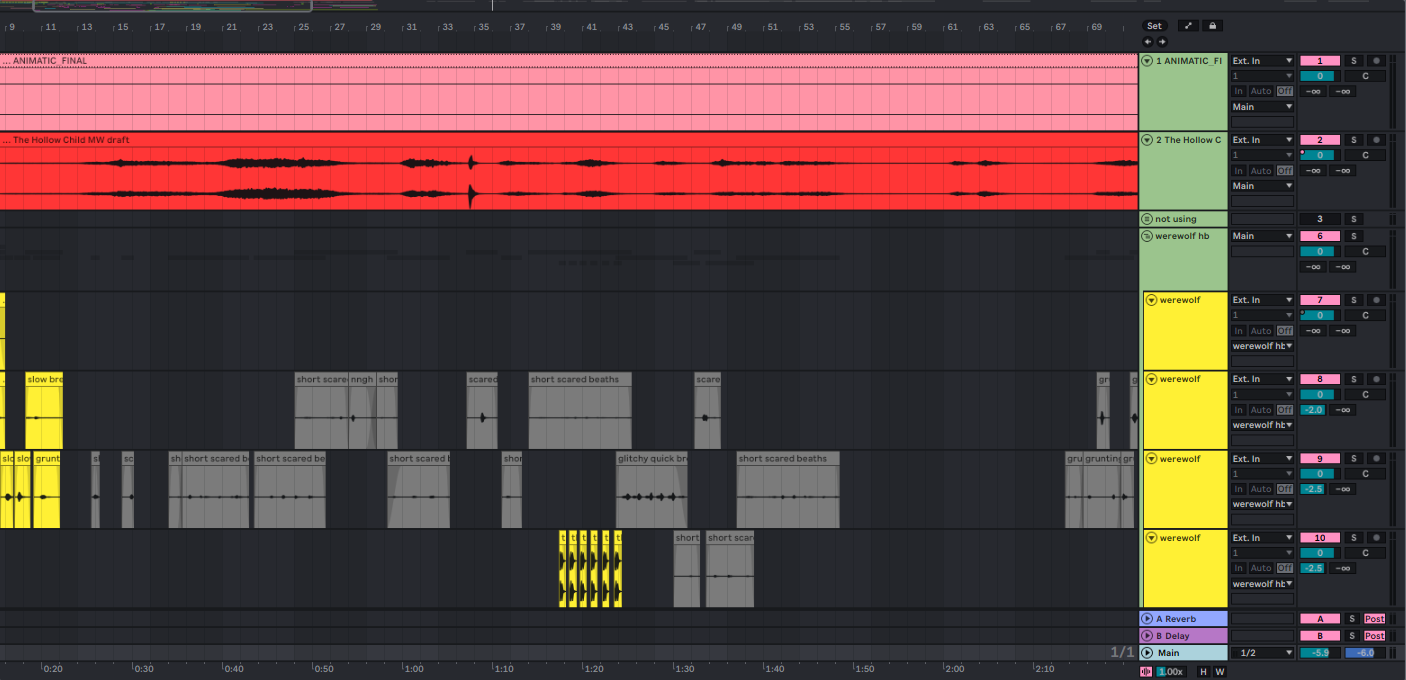 9 11 13 15 17 19 21 23 25 27 29 31 33 35 37 39 41 43 45 47 49 51 53 55 57 59 61 63 65 67 69 Set
... ANIMATIC_FINAL
1 ANIMATIC_FI Ext. In 1 S
1 0 C
In Auto Off -∞ -∞
Main
... The Hollow Child MW draft
2 The Hollow C Ext. In 2 S
1 0 C
In Auto Off -∞ -∞
Main
not using 3 S
werewolf hb Main 6 S
0 C
-∞ -∞
werewolf Ext. In 7 S
1 0 C
In Auto Off -∞ -∞
werewolf hb
slow bre short scare nngh shor scared short scared beaths scare gr g
werewolf Ext. In 8 S
1 0 C
In Auto Off -2.0 -∞
werewolf hb
slo slo grunt sl sc sh short scared be short scared be short scared b shor glitchy quick br short scared beaths gru grunting gr
werewolf Ext. In 9 S
1 0 C
In Auto Off -2.5 -∞
werewolf hb
t tl t t t tl short short scar
werewolf Ext. In 10 S
1 0 C
In Auto Off -2.5 -∞
werewolf hb
A Reverb A S Post
B Delay B S Post
1/1 Main 1/2 -5.9 -6.0
0:20 0:30 0:40 0:50 1:00 1:10 1:20 1:30 1:40 1:50 2:00 2:10 1.00x H W